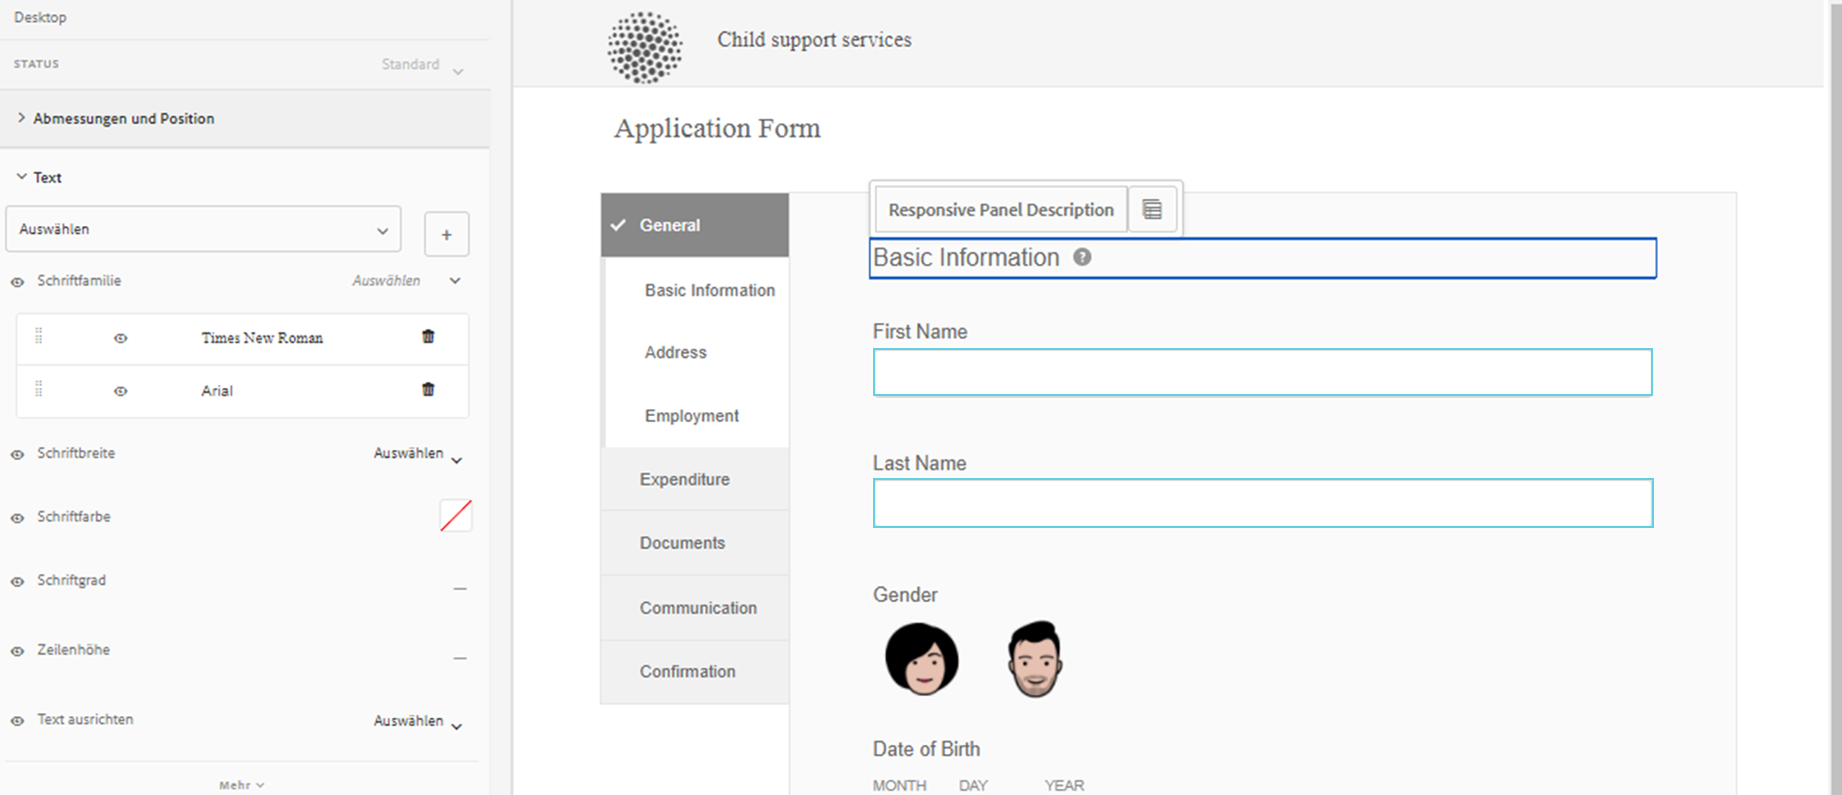 Desktop
STATUS Standard
Abmessungen und Position
Text
Auswählen +
Schriftfamilie Auswählen
Times New Roman
Arial
Schriftbreite Auswählen
Schriftfarbe
Schriftgrad —
Zeilenhöhe —
Text ausrichten Auswählen
Mehr
Child support services
Application Form
General
Basic Information
Address
Employment
Expenditure
Documents
Communication
Confirmation
Responsive Panel Description
Basic Information ?
First Name
Last Name
Gender
Date of Birth
MONTH DAY YEAR